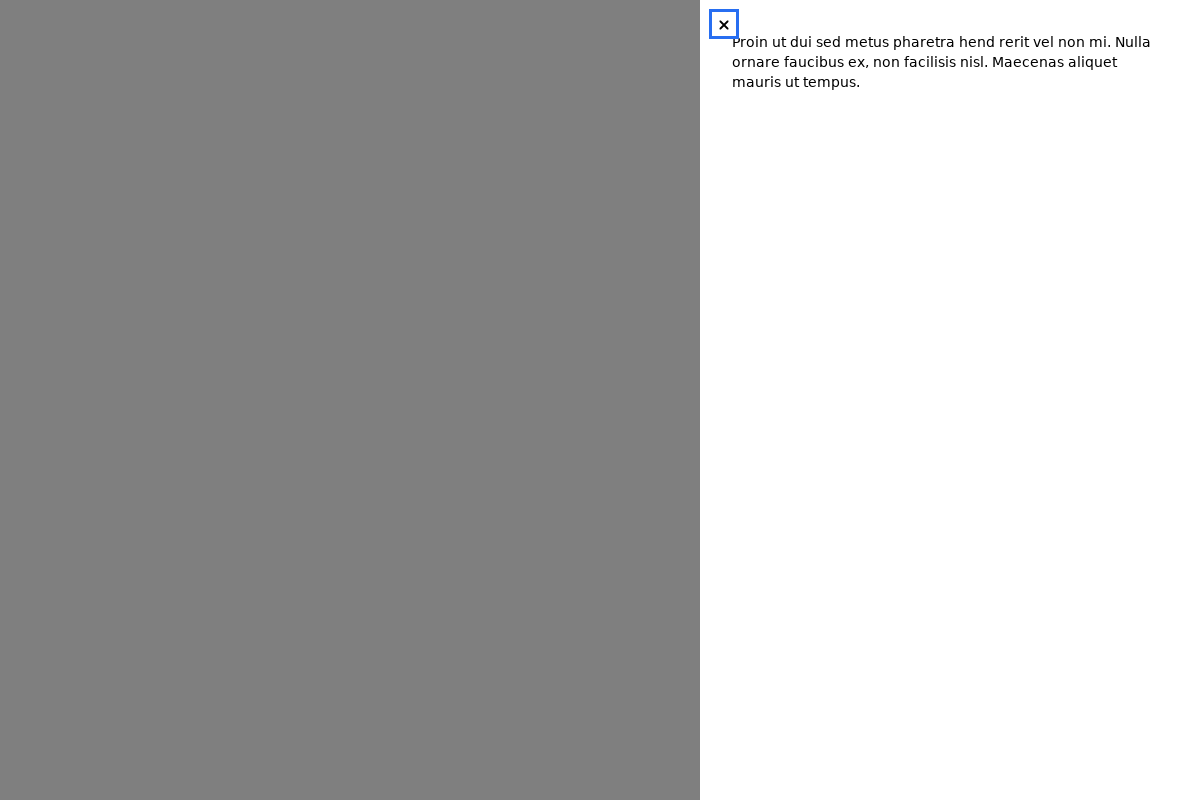 ×
Proin ut dui sed metus pharetra hend rerit vel non mi. Nulla
ornare faucibus ex, non facilisis nisl. Maecenas aliquet
mauris ut tempus.